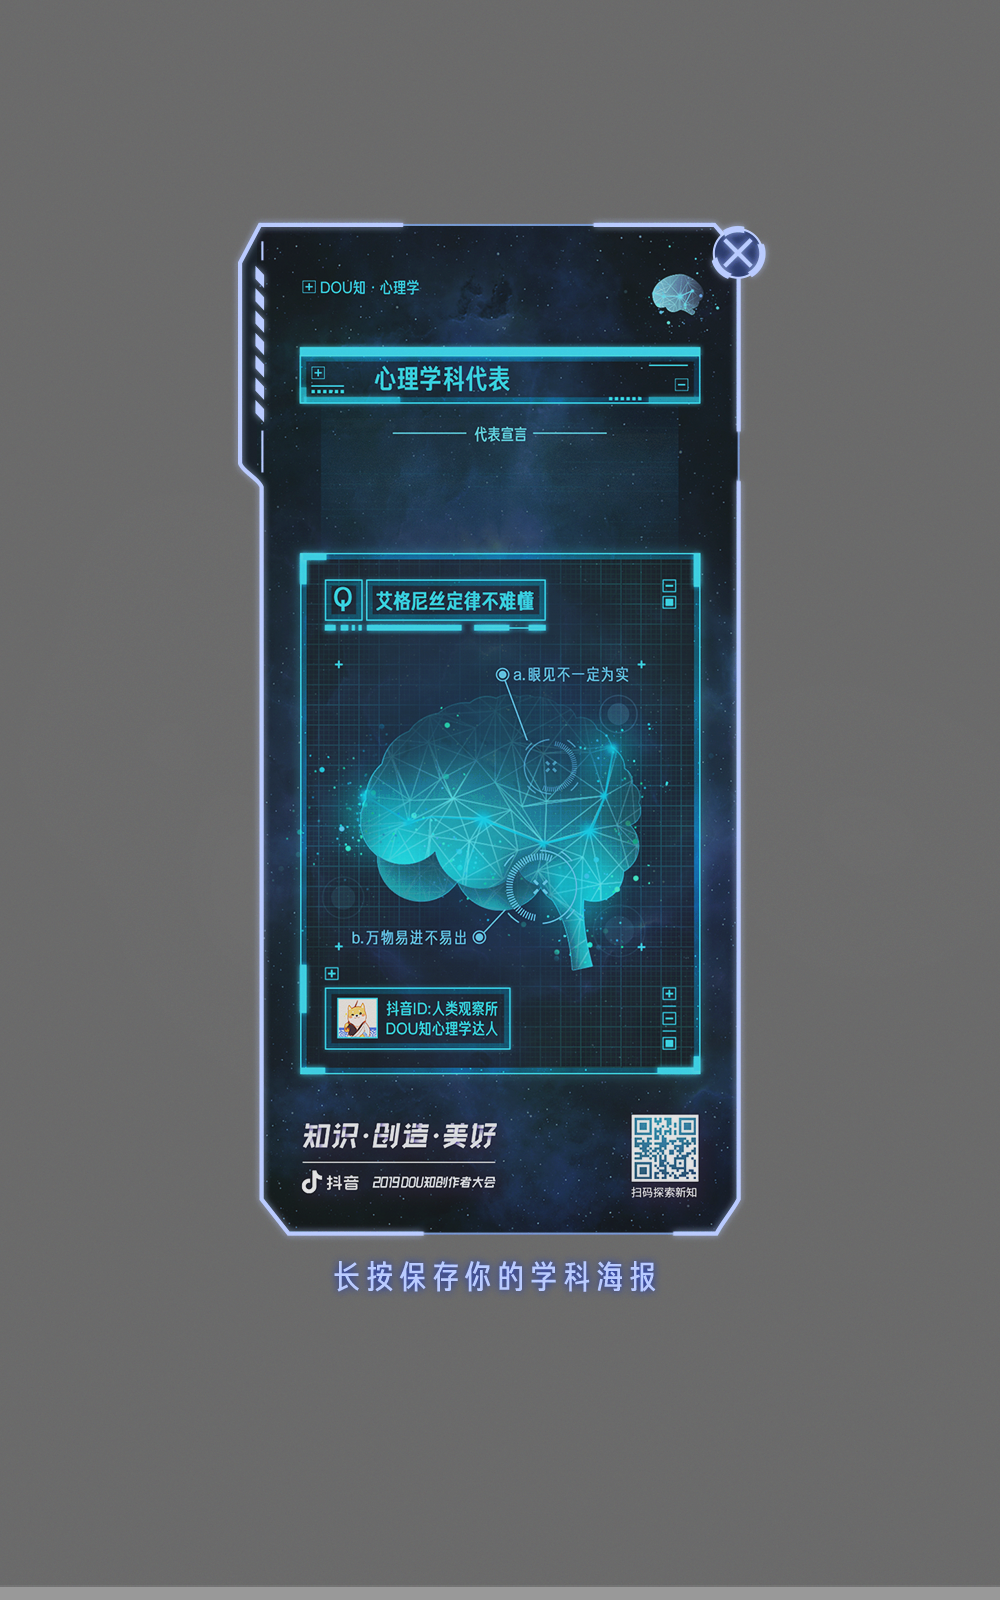 DOU知·心理学
心理学科代表
代表宣言
Q
艾格尼丝定律不难懂
a.眼见不一定为实
b.万物易进不易出
抖音ID:人类观察所
DOU知心理学达人
知识·创造·美好
抖音 2019DOU知创作者大会
扫码探索新知
长按保存你的学科海报